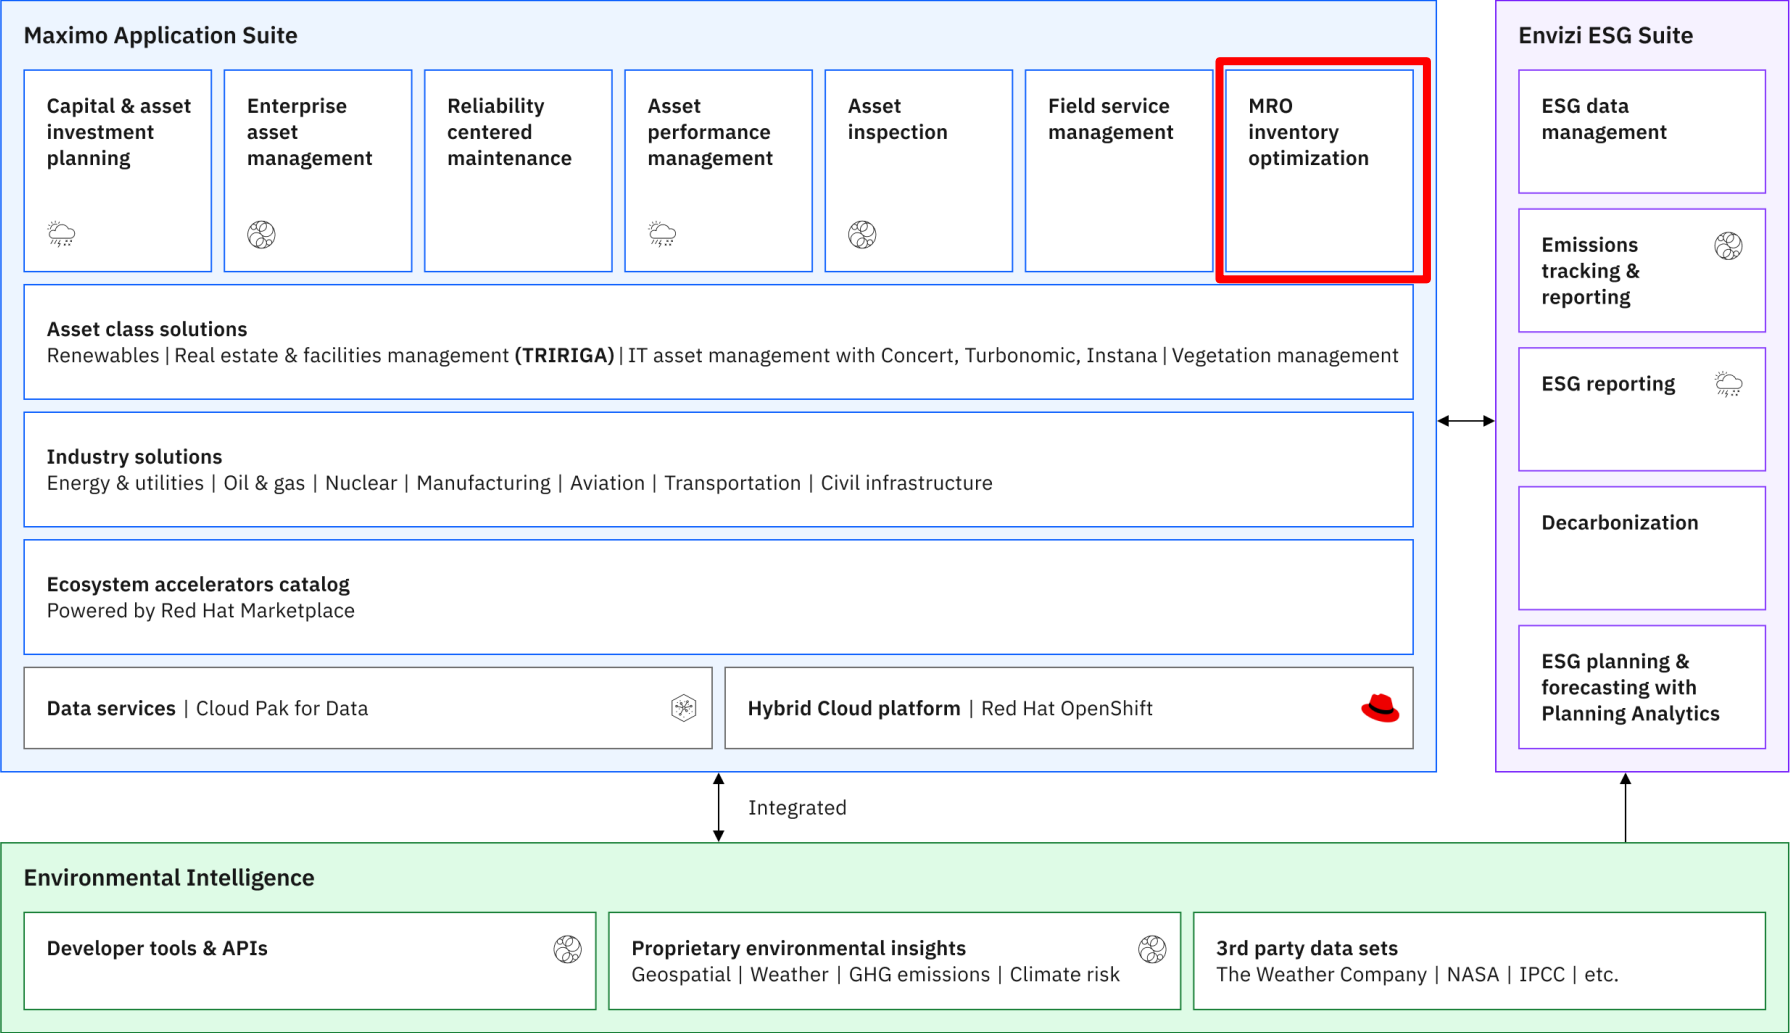 Maximo Application Suite
Capital & asset
investment
planning
Enterprise
asset
management
Reliability
centered
maintenance
Asset
performance
management
Asset
inspection
Field service
management
MRO
inventory
optimization
Asset class solutions
Renewables | Real estate & facilities management (TRIRIGA) | IT asset management with Concert, Turbonomic, Instana | Vegetation management
Industry solutions
Energy & utilities | Oil & gas | Nuclear | Manufacturing | Aviation | Transportation | Civil infrastructure
Ecosystem accelerators catalog
Powered by Red Hat Marketplace
Data services | Cloud Pak for Data
Hybrid Cloud platform | Red Hat OpenShift
Envizi ESG Suite
ESG data
management
Emissions
tracking &
reporting
ESG reporting
Decarbonization
ESG planning &
forecasting with
Planning Analytics
Integrated
Environmental Intelligence
Developer tools & APIs
Proprietary environmental insights
Geospatial | Weather | GHG emissions | Climate risk
3rd party data sets
The Weather Company | NASA | IPCC | etc.